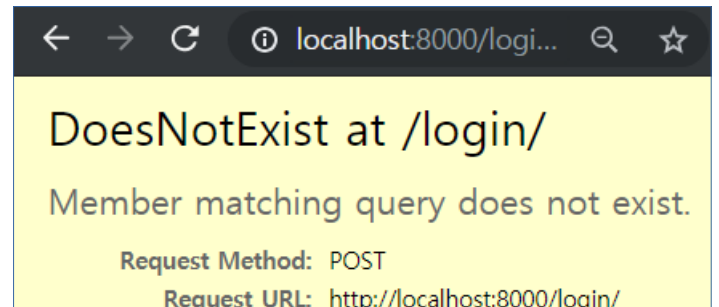 localhost:8000/logi...
DoesNotExist at /login/
Member matching query does not exist.
Request Method: POST
Request URL: http://localhost:8000/login/